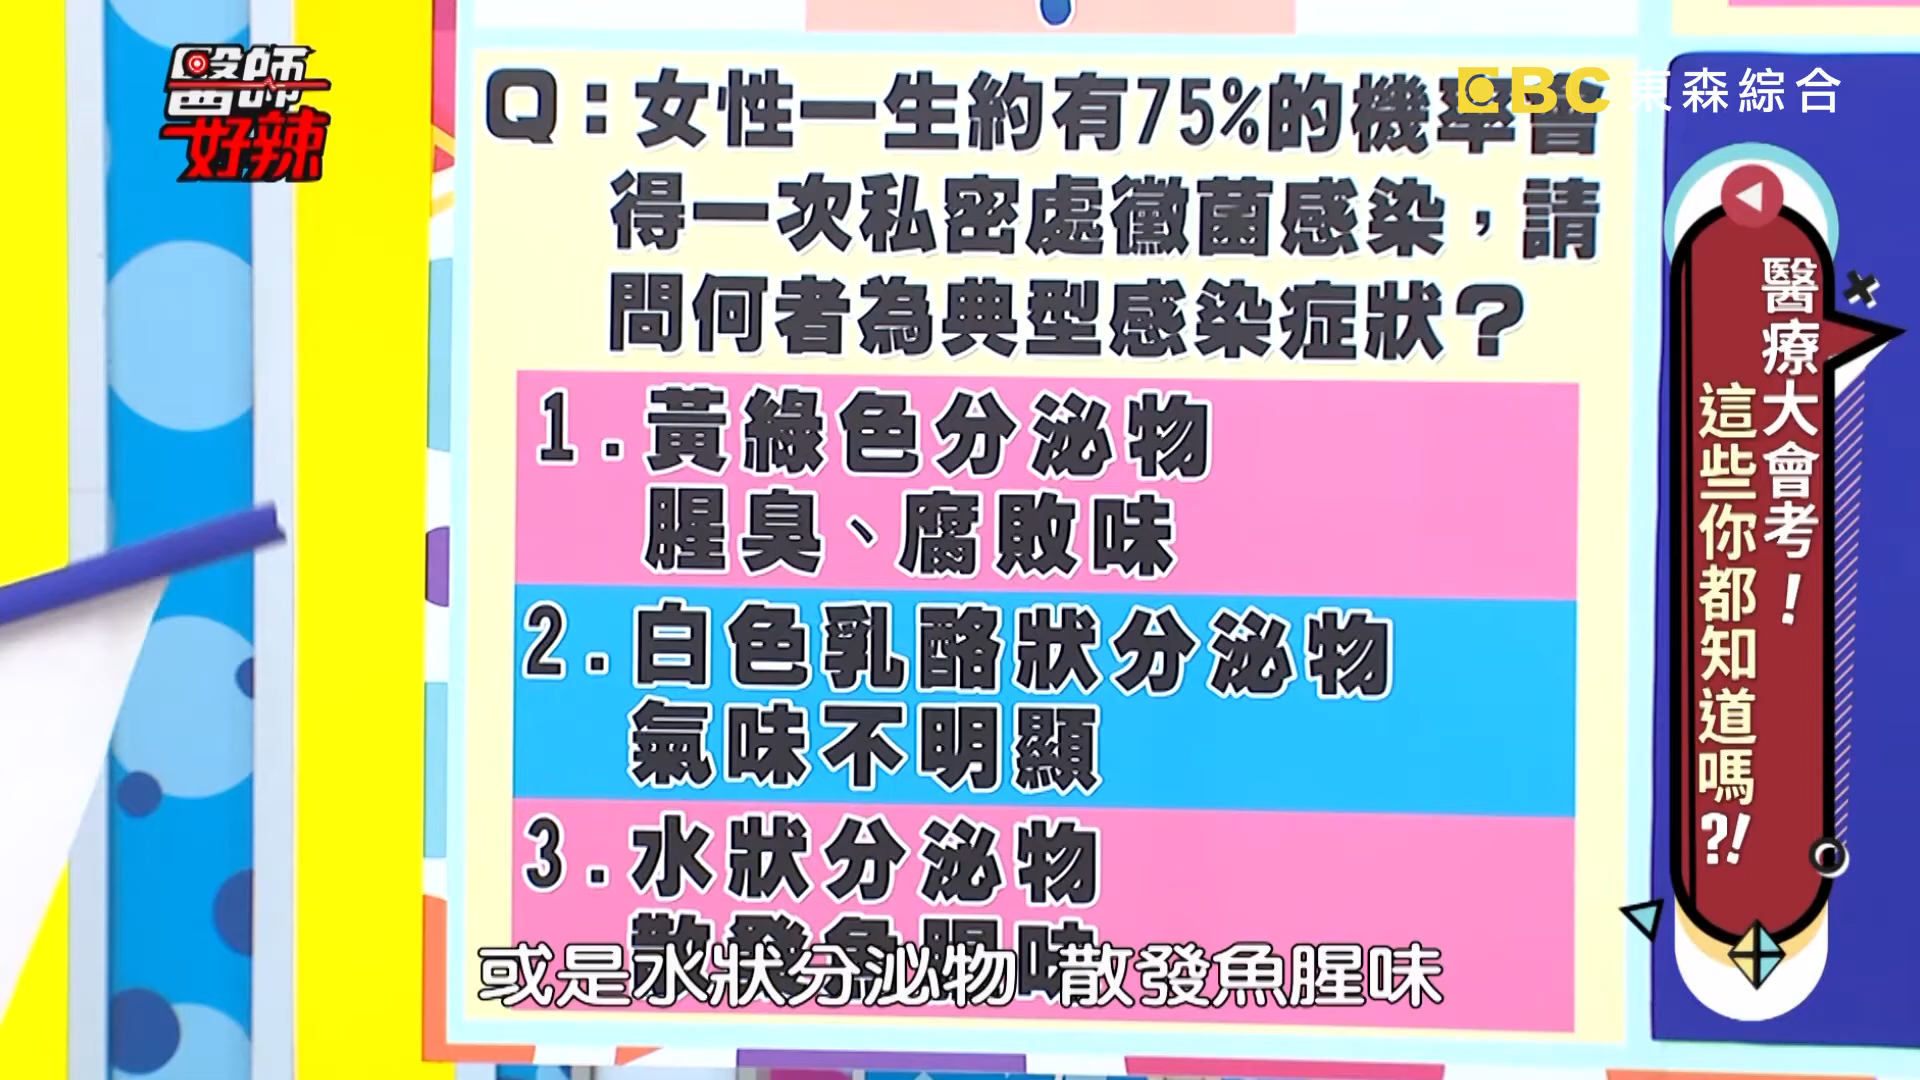 醫師
好辣
EBC 東森綜合
Q：女性一生約有75%的機率會
得一次私密處黴菌感染，請
問何者為典型感染症狀？
1.黃綠色分泌物
腥臭、腐敗味
2.白色乳酪狀分泌物
氣味不明顯
3.水狀分泌物
散發魚腥味
或是水狀分泌物 散發魚腥味
醫療大會考！
這些你都知道嗎?!